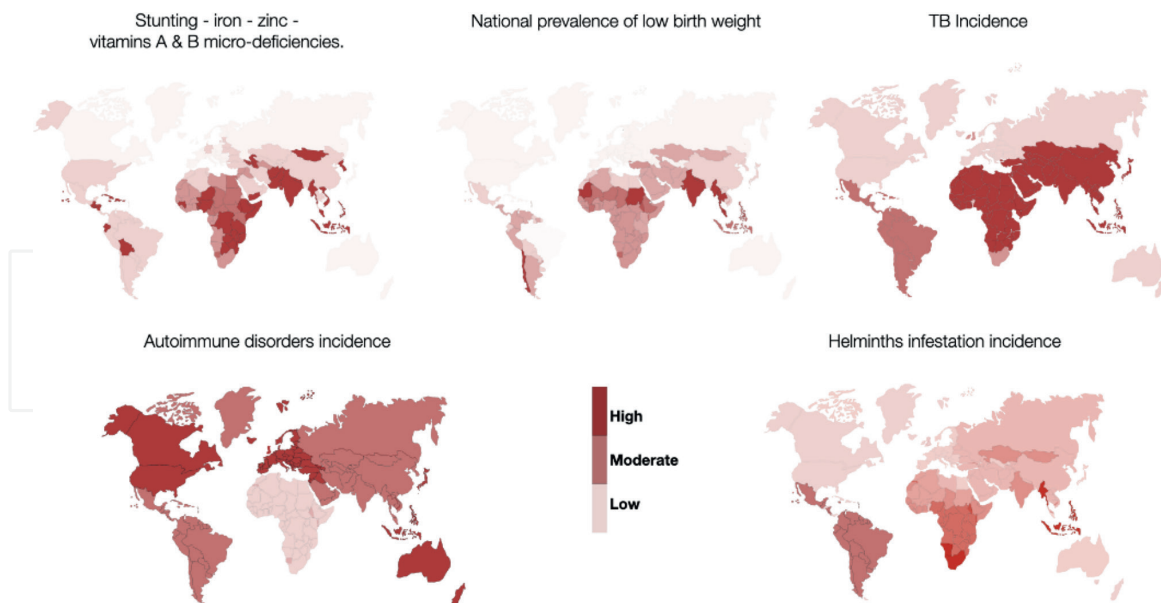 Stunting - iron - zinc -
vitamins A & B micro-deficiencies.
National prevalence of low birth weight
TB Incidence
Autoimmune disorders incidence
Helminths infestation incidence
High
Moderate
Low